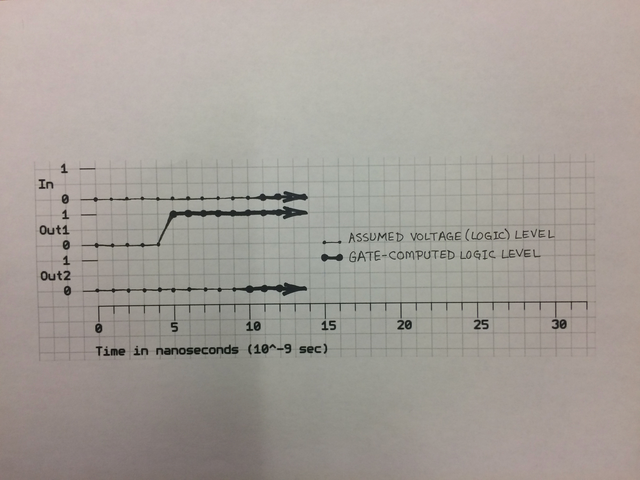 1
In
0
1
Out1
0
1
Out2
0
ASSUMED VOLTAGE (LOGIC) LEVEL
GATE-COMPUTED LOGIC LEVEL
0 5 10 15 20 25 30
Time in nanoseconds (10^-9 sec)